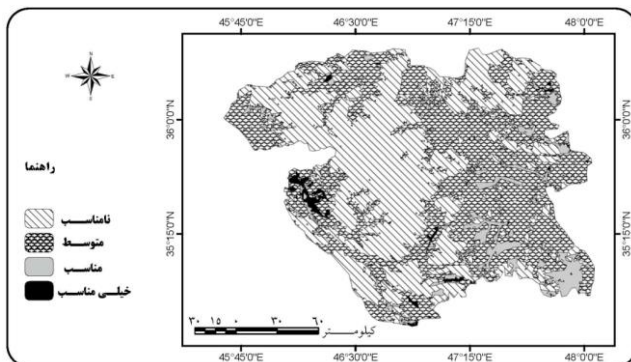 45°45'0"E 46°30'0"E 47°15'0"E 48°0'0"E
N
W E
S
36°0'0"N 36°0'0"N
راهنما
نامناسب
متوسط
مناسب
خیلی مناسب
35°15'0"N 35°15'0"N
۳۰ ۱۵ ۰ ۳۰ ۶۰
کیلومتر
45°45'0"E 46°30'0"E 47°15'0"E 48°0'0"E